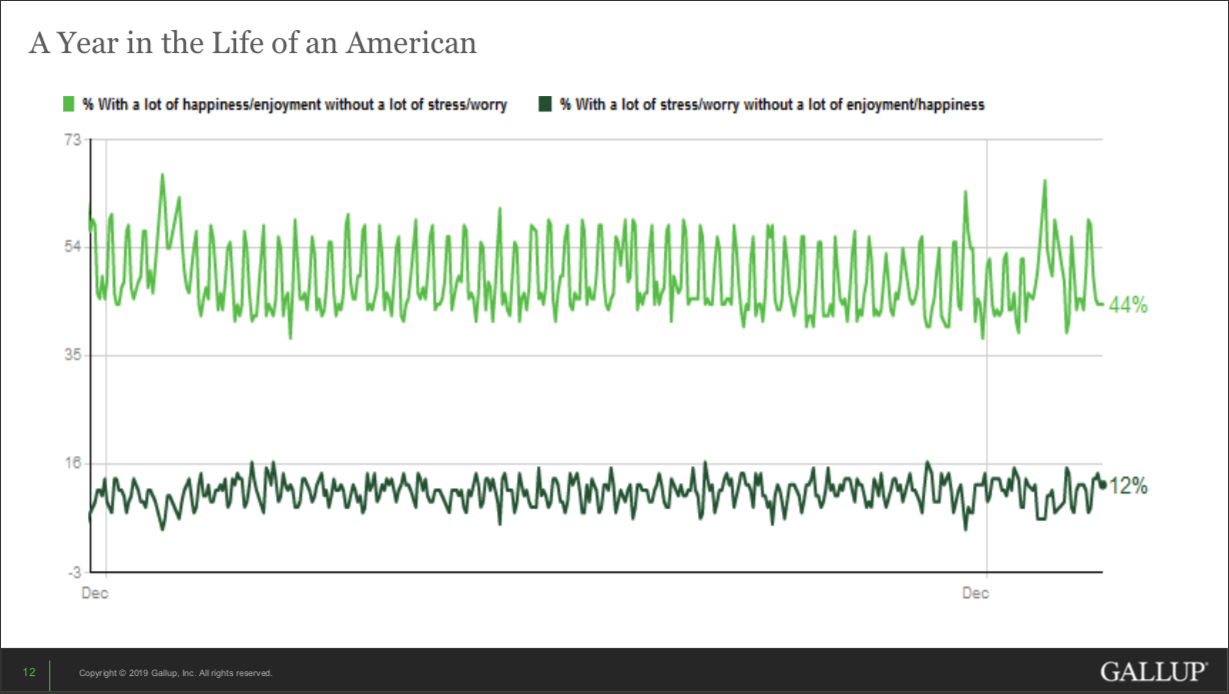 A Year in the Life of an American
% With a lot of happiness/enjoyment without a lot of stress/worry % With a lot of stress/worry without a lot of enjoyment/happiness
73
54
44%
35
16
12%
-3
Dec Dec
12 Copyright © 2019 Gallup, Inc. All rights reserved. GALLUP®